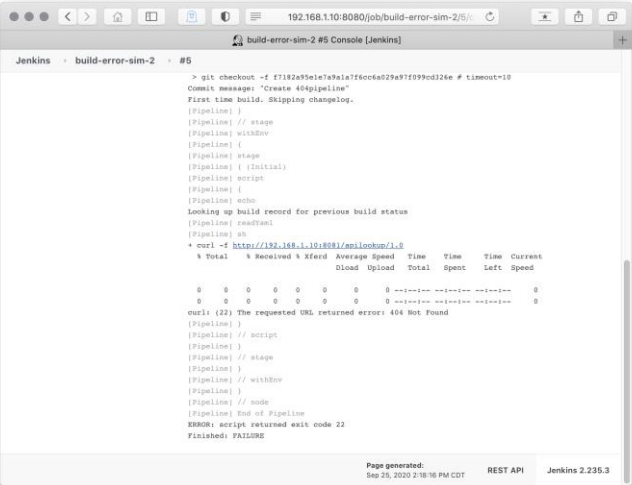 192.168.1.10:8080/job/build-error-sim-2/5/c
build-error-sim-2 #5 Console [Jenkins]
Jenkins › build-error-sim-2 › #5
> git checkout -f f7182a95e1e7a9a1a7f6cc6a029a97f099cd326e # timeout=10
Commit message: "Create 404pipeline"
First time build. Skipping changelog.
[Pipeline] }
[Pipeline] // stage
[Pipeline] withEnv
[Pipeline] {
[Pipeline] stage
[Pipeline] { (Initial)
[Pipeline] script
[Pipeline] {
[Pipeline] echo
Looking up build record for previous build status
[Pipeline] readYaml
[Pipeline] sh
+ curl -f http://192.168.1.10:8081/apilookup/1.0
% Total % Received % Xferd Average Speed Time Time Time Current
Dload Upload Total Spent Left Speed
0 0 0 0 0 0 0 0 --:--:-- --:--:-- --:--:-- 0
0 0 0 0 0 0 0 0 --:--:-- --:--:-- --:--:-- 0
curl: (22) The requested URL returned error: 404 Not Found
[Pipeline] }
[Pipeline] // script
[Pipeline] }
[Pipeline] // stage
[Pipeline] }
[Pipeline] // withEnv
[Pipeline] }
[Pipeline] // node
[Pipeline] End of Pipeline
ERROR: script returned exit code 22
Finished: FAILURE
Page generated:
Sep 25, 2020 2:18:16 PM CDT
REST API
Jenkins 2.235.3